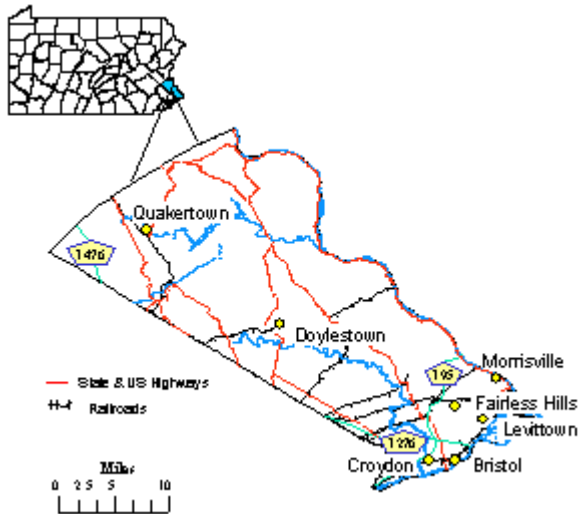 Quakertown
1476
Doylestown
Morrisville
195
State & US Highways
Fairless Hills
Railroads
Levittown
1276
Croydon
Bristol
Miles
0 2.5 5 10